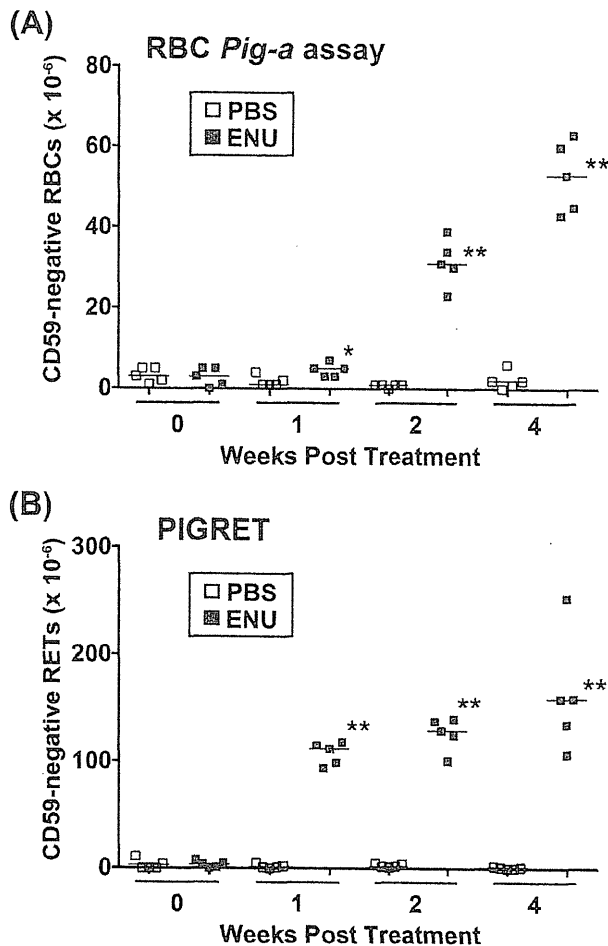 (A)
RBC Pig-a assay
CD59-negative RBCs (x 10-6)
80
60
40
20
0
PBS
ENU
*
**
**
0 1 2 4
Weeks Post Treatment
(B)
PIGRET
CD59-negative RETs (x 10-6)
300
200
100
0
PBS
ENU
**
**
**
0 1 2 4
Weeks Post Treatment